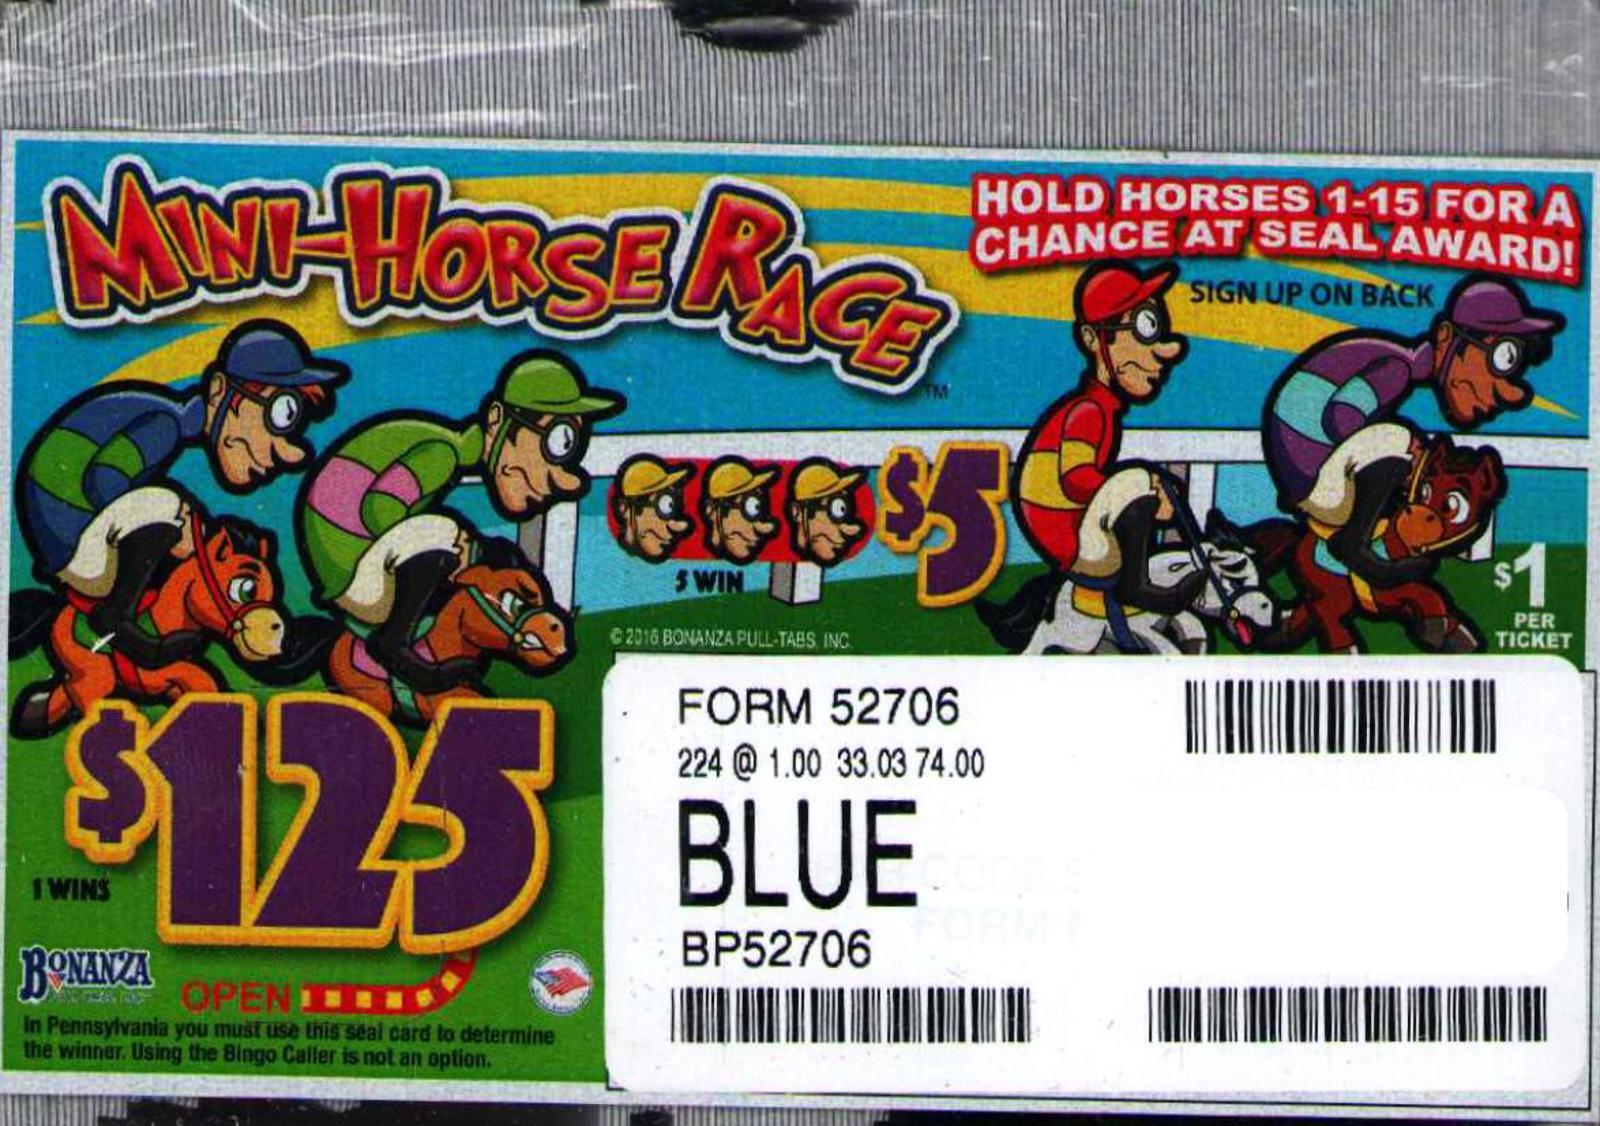 MINI-HORSE RACE
TM
HOLD HORSES 1-15 FOR A
CHANCE AT SEAL AWARD!
SIGN UP ON BACK
$5
5 WIN
© 2016 BONANZA PULL-TABS, INC.
$1
PER
TICKET
$125
1 WINS
BONANZA
OPEN
In Pennsylvania you must use this seal card to determine
the winner. Using the Bingo Caller is not an option.
FORM 52706
224 @ 1.00 33.03 74.00
BLUE
BP52706